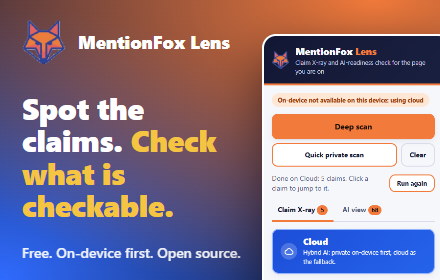 MentionFox Lens
Spot the
claims. Check
what is
checkable.
Free. On-device first. Open source.
MentionFox Lens
Claim X-ray and AI-readiness check for the page
you are on
On-device not available on this device: using cloud
Deep scan
Quick private scan
Clear
Done on Cloud: 5 claims. Click a
claim to jump to it.
Run again
Claim X-ray 5
AI view 68
Cloud
Hybrid AI: private on-device first, cloud as
the fallback.